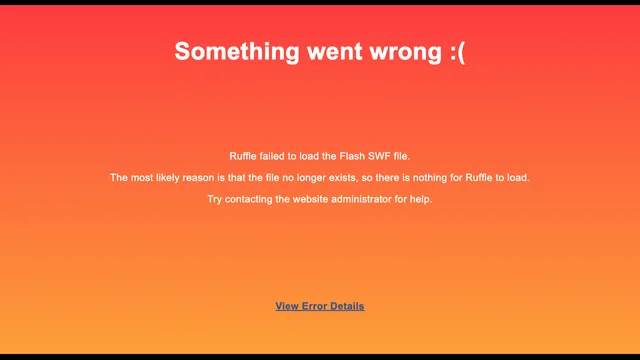 Something went wrong :(
Ruffle failed to load the Flash SWF file.
The most likely reason is that the file no longer exists, so there is nothing for Ruffle to load.
Try contacting the website administrator for help.
View Error Details